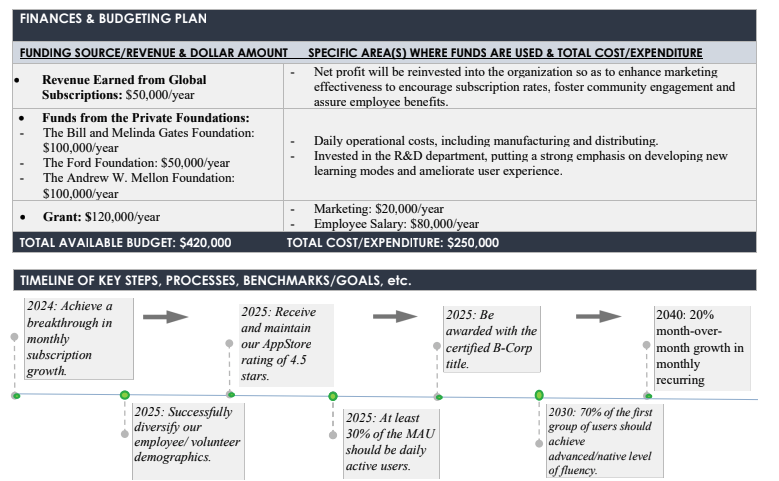 FINANCES & BUDGETING PLAN
FUNDING SOURCE/REVENUE & DOLLAR AMOUNT
SPECIFIC AREA(S) WHERE FUNDS ARE USED & TOTAL COST/EXPENDITURE
• Revenue Earned from Global
Subscriptions: $50,000/year
- Net profit will be reinvested into the organization so as to enhance marketing
effectiveness to encourage subscription rates, foster community engagement and
assure employee benefits.
• Funds from the Private Foundations:
- The Bill and Melinda Gates Foundation:
$100,000/year
- The Ford Foundation: $50,000/year
- The Andrew W. Mellon Foundation:
$100,000/year
- Daily operational costs, including manufacturing and distributing.
- Invested in the R&D department, putting a strong emphasis on developing new
learning modes and ameliorate user experience.
• Grant: $120,000/year
- Marketing: $20,000/year
- Employee Salary: $80,000/year
TOTAL AVAILABLE BUDGET: $420,000
TOTAL COST/EXPENDITURE: $250,000
TIMELINE OF KEY STEPS, PROCESSES, BENCHMARKS/GOALS, etc.
2024: Achieve a
breakthrough in
monthly
subscription
growth.
2025: Successfully
diversify our
employee/ volunteer
demographics.
2025: Receive
and maintain
our AppStore
rating of 4.5
stars.
2025: At least
30% of the MAU
should be daily
active users.
2025: Be
awarded with the
certified B-Corp
title.
2030: 70% of the first
group of users should
achieve
advanced/native level
of fluency.
2040: 20%
month-over-
month growth in
monthly
recurring